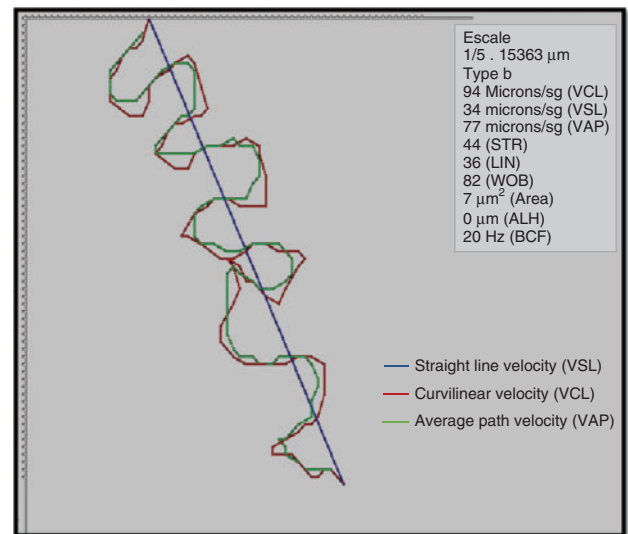 Escale
1/5 . 15363 μm
Type b
94 Microns/sg (VCL)
34 microns/sg (VSL)
77 microns/sg (VAP)
44 (STR)
36 (LIN)
82 (WOB)
7 μm² (Area)
0 μm (ALH)
20 Hz (BCF)
Straight line velocity (VSL)
Curvilinear velocity (VCL)
Average path velocity (VAP)